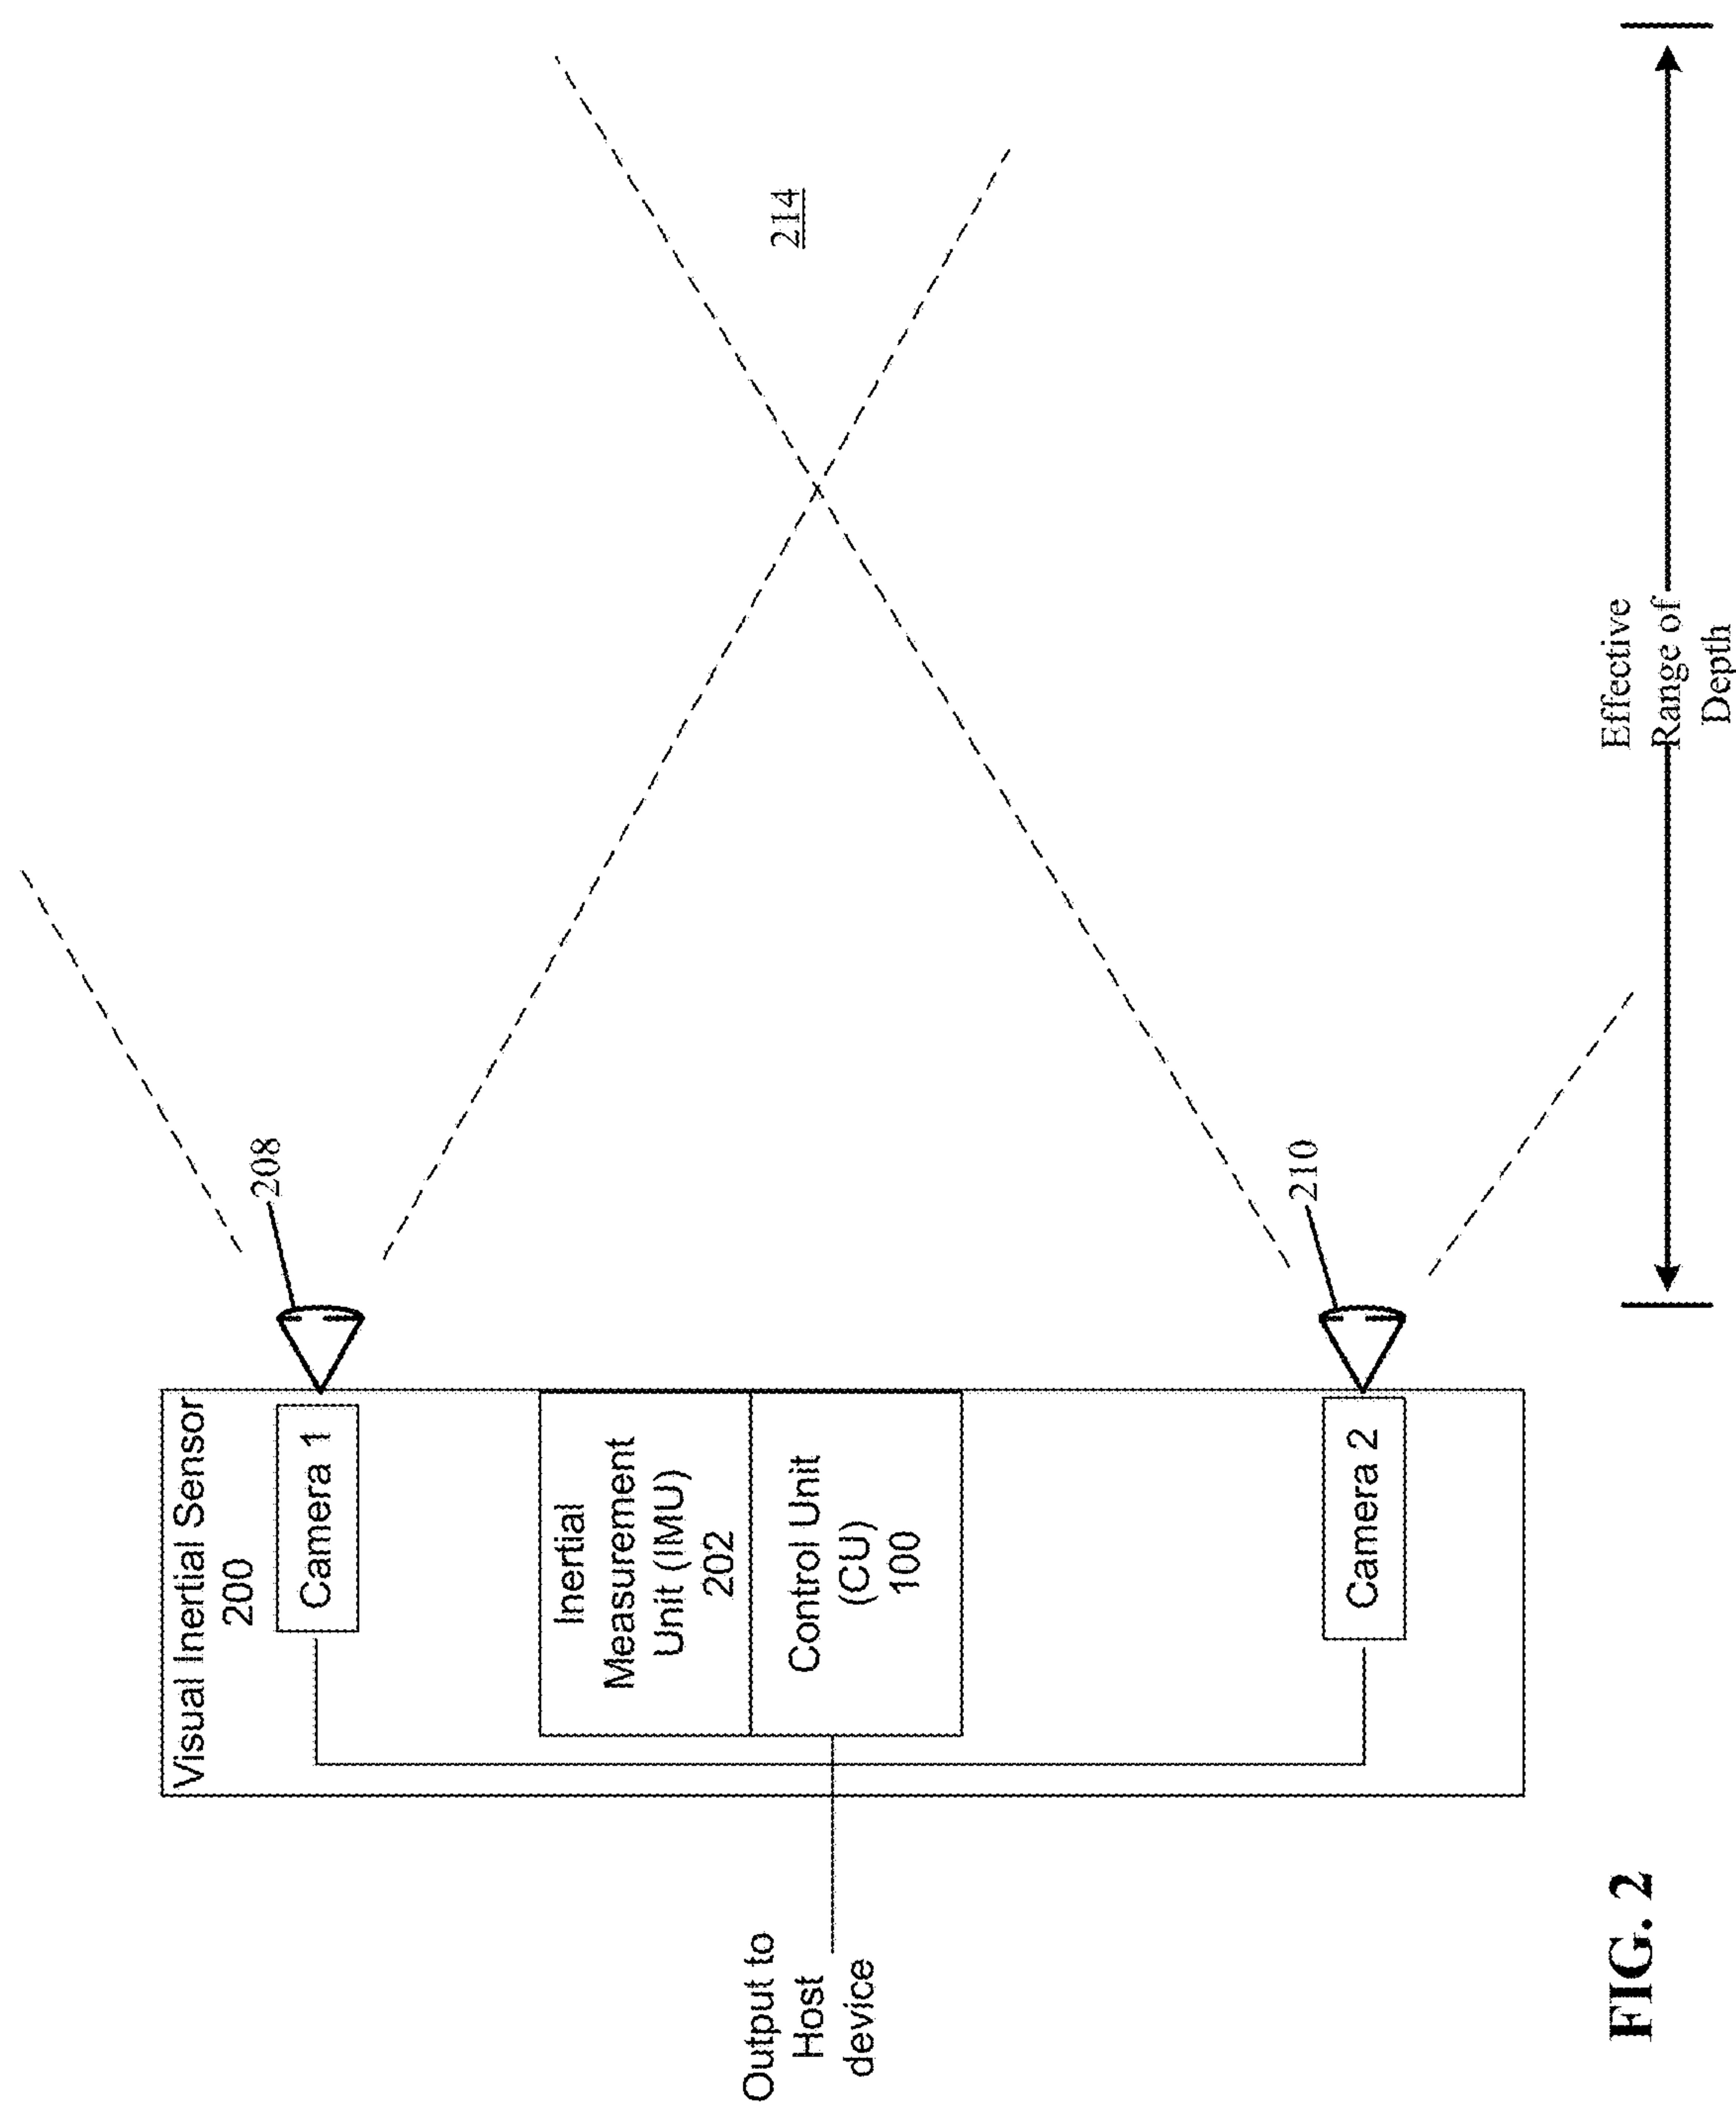 Visual Inertial Sensor
200
Camera 1
208
Inertial
Measurement
Unit (IMU)
202
Control Unit
(CU)
100
Output to
Host
device
214
Camera 2
210
Effective
Range of
Depth
FIG. 2